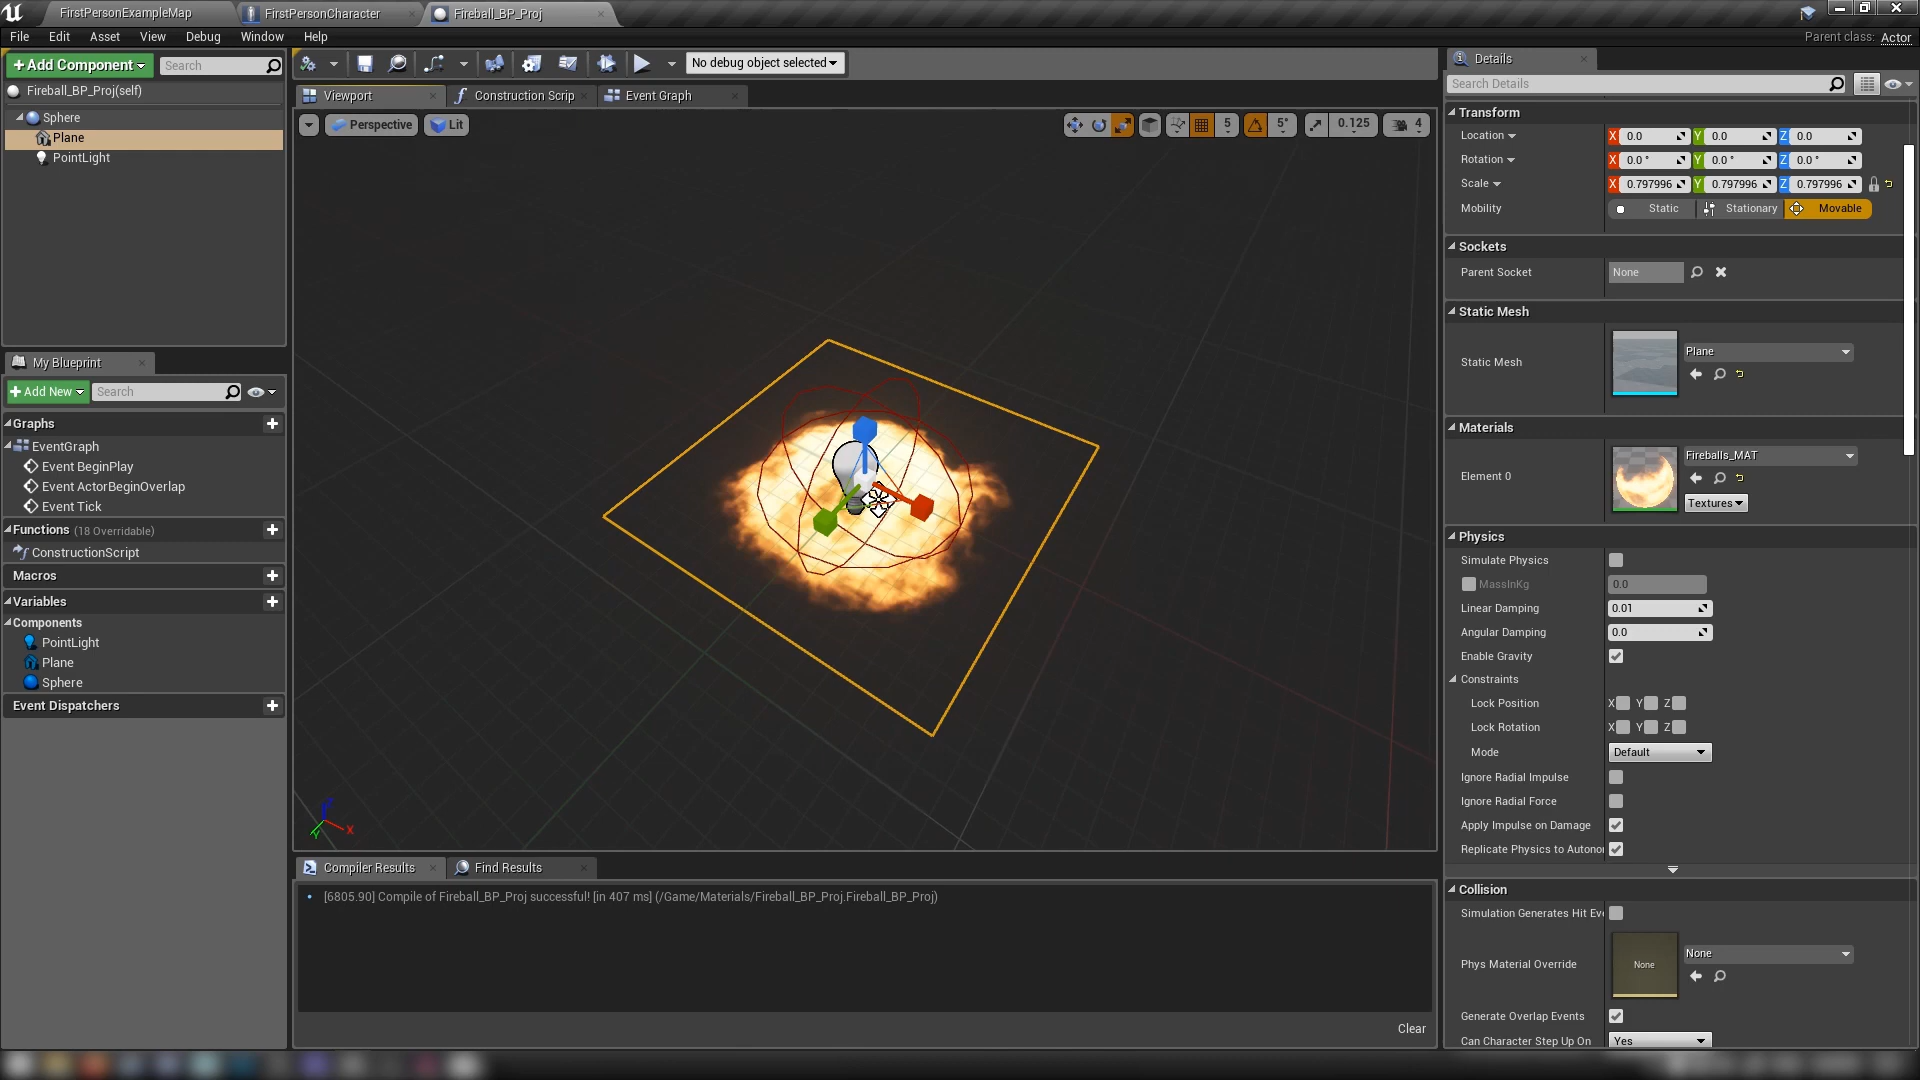 FirstPersonExampleMap
FirstPersonCharacter
Fireball_BP_Proj
File Edit Asset View Debug Window Help
Parent class: Actor
+ Add Component
Search
No debug object selected
Details
Search Details
Fireball_BP_Proj(self)
Sphere
Plane
PointLight
Viewport
Construction Scrip
Event Graph
Perspective
Lit
5
5°
0.125
4
Transform
Location X 0.0 Y 0.0 Z 0.0
Rotation X 0.0 ° Y 0.0 ° Z 0.0 °
Scale X 0.797996 Y 0.797996 Z 0.797996
Mobility Static Stationary Movable
Sockets
Parent Socket None
Static Mesh
Static Mesh Plane
Materials
Element 0 Fireballs_MAT
Textures
Physics
Simulate Physics
MassInKg 0.0
Linear Damping 0.01
Angular Damping 0.0
Enable Gravity
Constraints
Lock Position X Y Z
Lock Rotation X Y Z
Mode Default
Ignore Radial Impulse
Ignore Radial Force
Apply Impulse on Damage
Replicate Physics to Autono
Collision
Simulation Generates Hit Eve
Phys Material Override None None
Generate Overlap Events
Can Character Step Up On Yes
My Blueprint
+ Add New
Search
Graphs
EventGraph
Event BeginPlay
Event ActorBeginOverlap
Event Tick
Functions (18 Overridable)
ConstructionScript
Macros
Variables
Components
PointLight
Plane
Sphere
Event Dispatchers
Z
X
Y
Compiler Results
Find Results
[6805.90] Compile of Fireball_BP_Proj successful! [in 407 ms] (/Game/Materials/Fireball_BP_Proj.Fireball_BP_Proj)
Clear